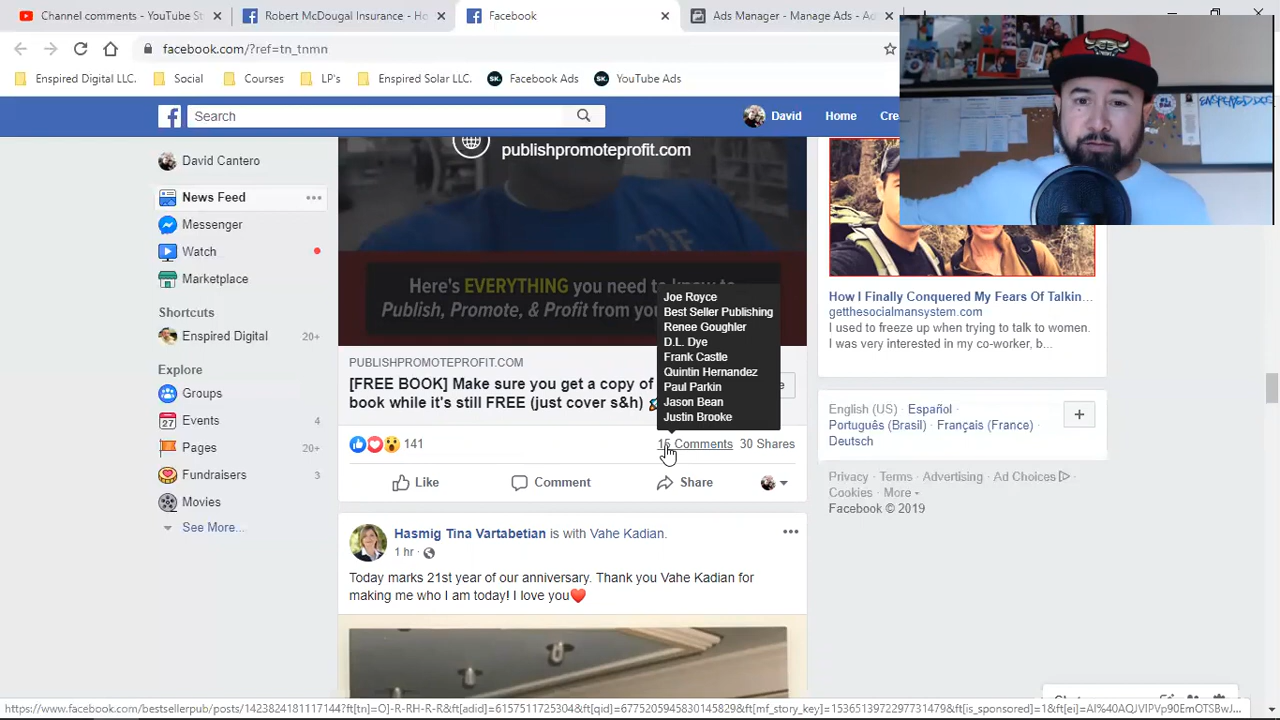 Channel comments - YouTube St
Robert McDougal Insurance - Ho
Facebook
Ads Manager - Manage Ads - Ad
facebook.com/?ref=tn_tnmn
Enspired Digital LLC.
Social
Courses
LP's
Enspired Solar LLC.
SK.
Facebook Ads
SK.
YouTube Ads
Search
David
Home
Cre
David Cantero
News Feed
Messenger
Watch
Marketplace
Shortcuts
Enspired Digital
20+
Explore
Groups
27
Events
4
Pages
20+
Fundraisers
3
Movies
See More...
publishpromoteprofit.com
Here's EVERYTHING you need to know to
Publish, Promote, & Profit from you
Joe Royce
Best Seller Publishing
Renee Goughler
D.L. Dye
Frank Castle
Quintin Hernandez
Paul Parkin
Jason Bean
Justin Brooke
PUBLISHPROMOTEPROFIT.COM
[FREE BOOK] Make sure you get a copy of
book while it's still FREE (just cover s&h)
141
15 Comments
30 Shares
Like
Comment
Share
Hasmig Tina Vartabetian is with Vahe Kadian.
1 hr ·
Today marks 21st year of our anniversary. Thank you Vahe Kadian for
making me who I am today! I love you
How I Finally Conquered My Fears Of Talkin...
getthesocialmansystem.com
I used to freeze up when trying to talk to women.
I was very interested in my co-worker, b...
English (US) · Español ·
Português (Brasil) · Français (France) ·
Deutsch
Privacy · Terms · Advertising · Ad Choices
Cookies · More
Facebook © 2019